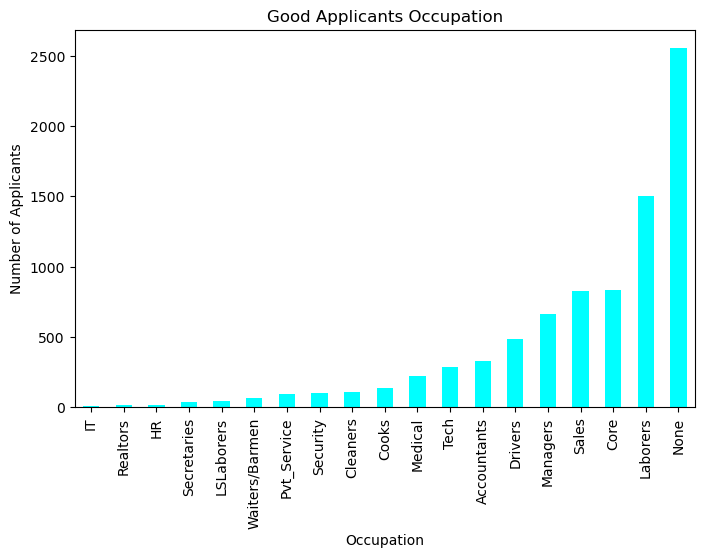 Good Applicants Occupation
Number of Applicants
2500
2000
1500
1000
500
0
IT
Realtors
HR
Secretaries
LSLaborers
Waiters/Barmen
Pvt_Service
Security
Cleaners
Cooks
Medical
Tech
Accountants
Drivers
Managers
Sales
Core
Laborers
None
Occupation